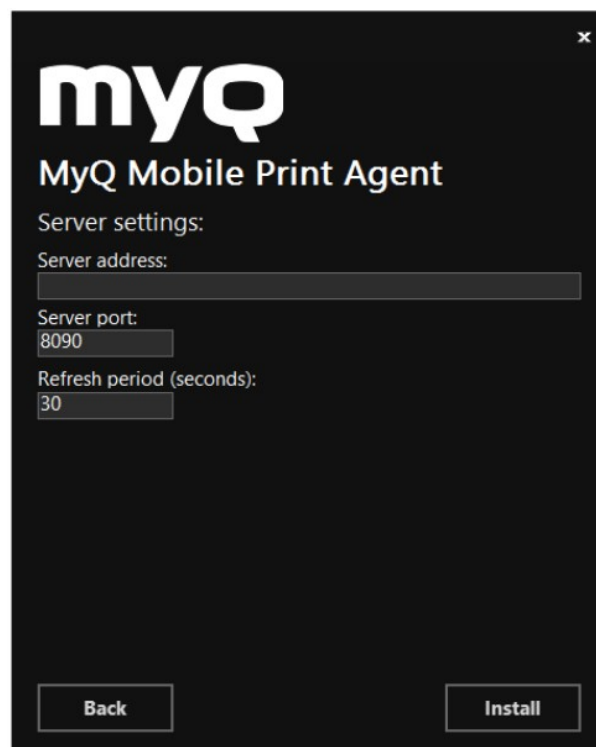 x
myQ
MyQ Mobile Print Agent
Server settings:
Server address:
Server port:
8090
Refresh period (seconds):
30
Back
Install